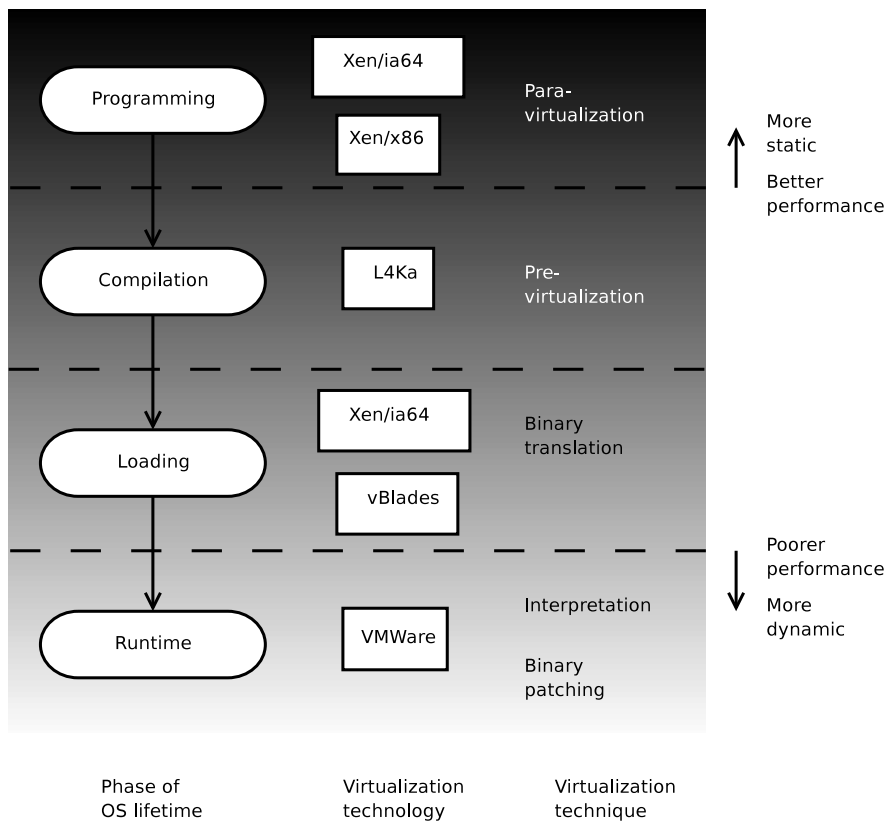 Xen/ia64
Programming
Para-
virtualization
Xen/x86
More
static
Better
performance
Compilation
L4Ka
Pre-
virtualization
Xen/ia64
Binary
translation
Loading
vBlades
Poorer
performance
More
dynamic
Interpretation
Runtime
VMWare
Binary
patching
Phase of
OS lifetime
Virtualization
technology
Virtualization
technique